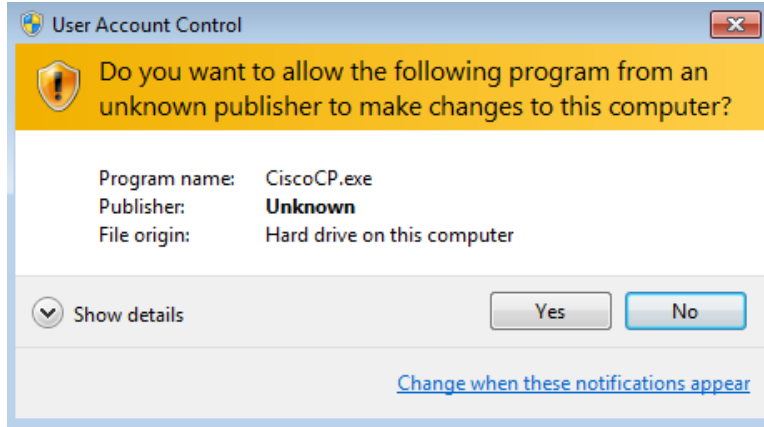 User Account Control
Do you want to allow the following program from an
unknown publisher to make changes to this computer?
Program name: CiscoCP.exe
Publisher: Unknown
File origin: Hard drive on this computer
Show details Yes No
Change when these notifications appear